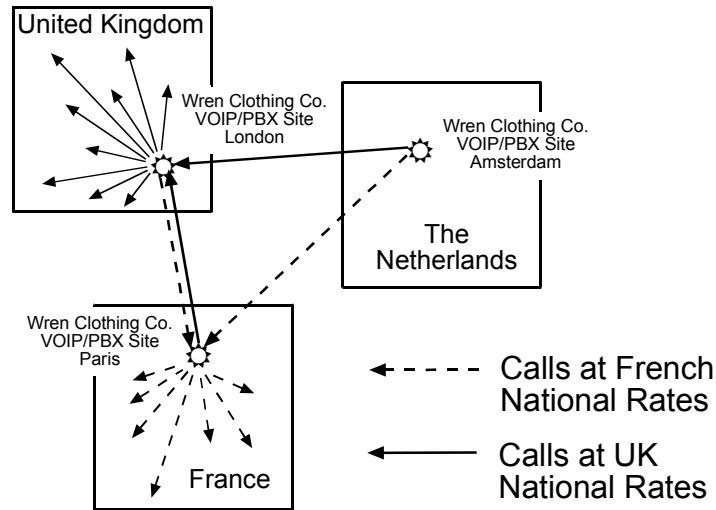 United Kingdom
Wren Clothing Co.
VOIP/PBX Site
London
Wren Clothing Co.
VOIP/PBX Site
Amsterdam
The
Netherlands
Wren Clothing Co.
VOIP/PBX Site
Paris
France
Calls at French
National Rates
Calls at UK
National Rates